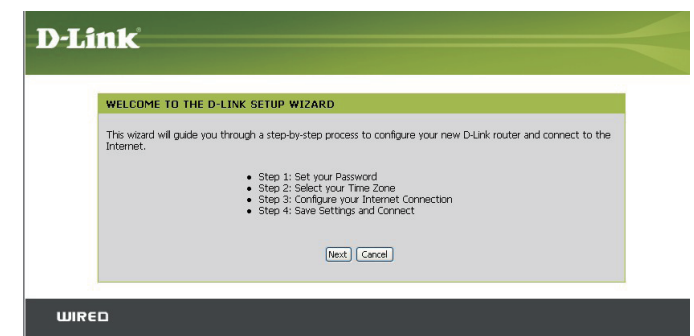 D-Link
WELCOME TO THE D-LINK SETUP WIZARD
This wizard will guide you through a step-by-step process to configure your new D-Link router and connect to the
Internet.
• Step 1: Set your Password
• Step 2: Select your Time Zone
• Step 3: Configure your Internet Connection
• Step 4: Save Settings and Connect
Next Cancel
WIRED